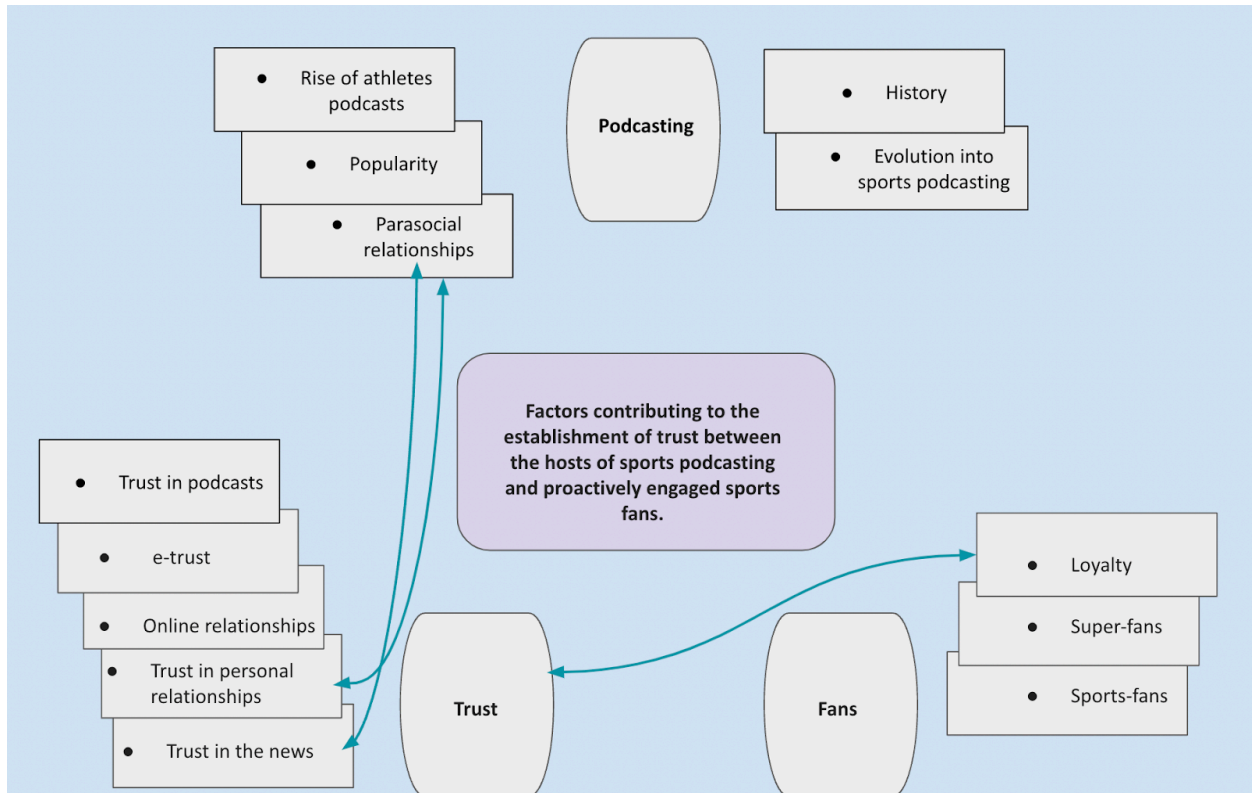 ● Rise of athletes
podcasts
● Popularity
● Parasocial
relationships
Podcasting
● History
● Evolution into
sports podcasting
Factors contributing to the
establishment of trust between
the hosts of sports podcasting
and proactively engaged sports
fans.
● Trust in podcasts
● e-trust
● Online relationships
● Trust in personal
relationships
● Trust in the news
Trust
Fans
● Loyalty
● Super-fans
● Sports-fans